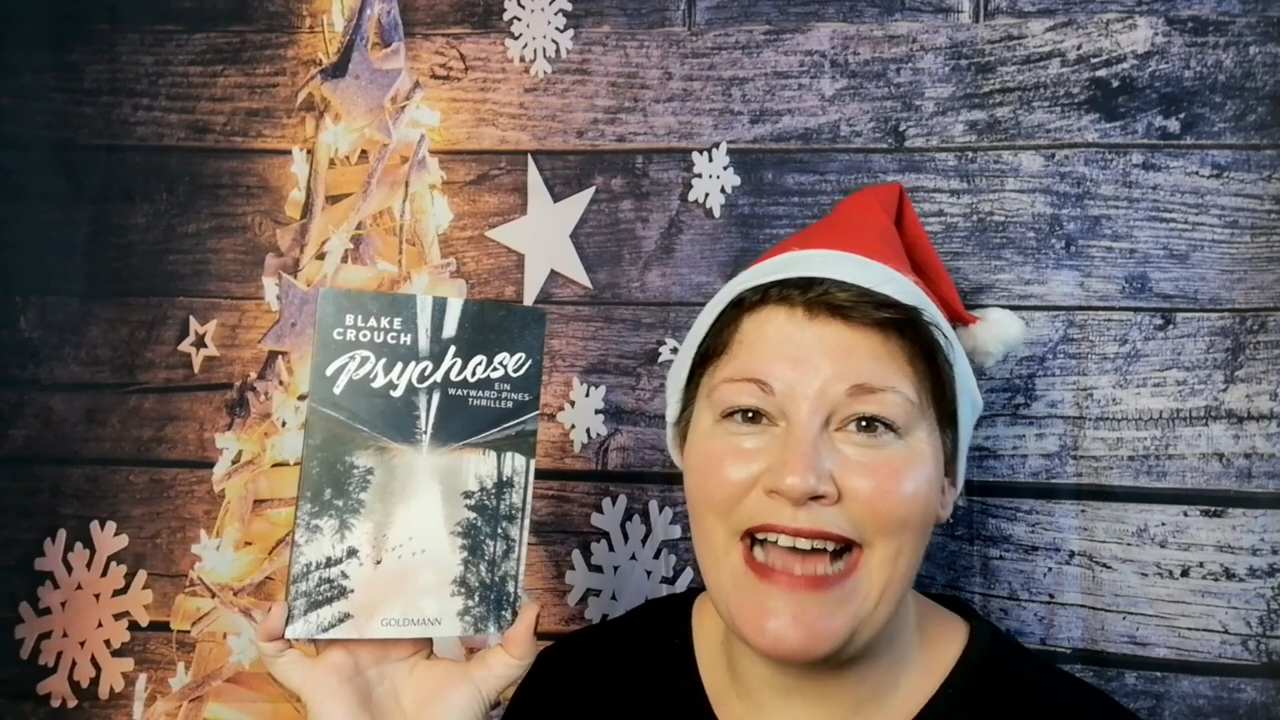 BLAKE
CROUCH
Psychose
EIN
WAYWARD-PINES-
THRILLER
GOLDMANN